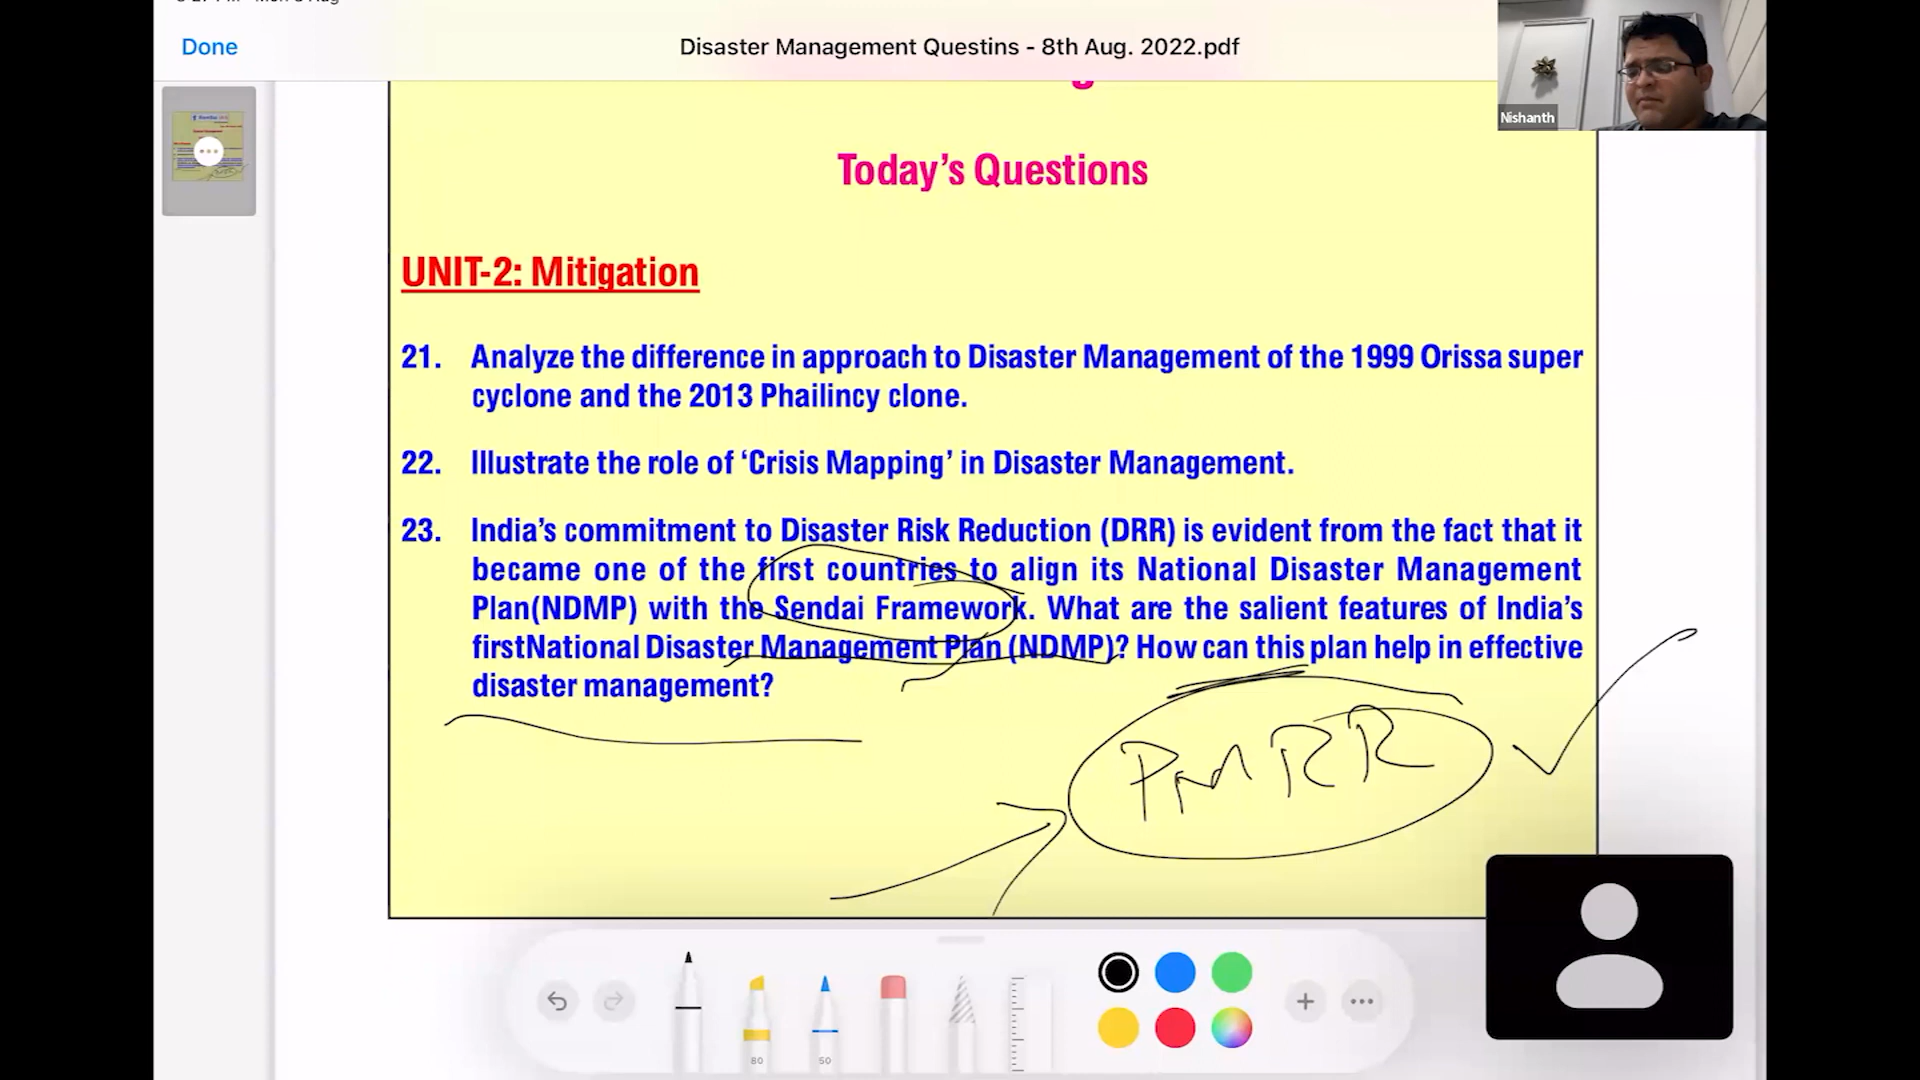 Done
Disaster Management Questins - 8th Aug. 2022.pdf
Nishanth
Today's Questions
UNIT-2: Mitigation
21. Analyze the difference in approach to Disaster Management of the 1999 Orissa super
cyclone and the 2013 Phailincy clone.
22. Illustrate the role of ‘Crisis Mapping’ in Disaster Management.
23. India's commitment to Disaster Risk Reduction (DRR) is evident from the fact that it
became one of the first countries to align its National Disaster Management
Plan(NDMP) with the Sendai Framework. What are the salient features of India's
firstNational Disaster Management Plan (NDMP)? How can this plan help in effective
disaster management?
PMRR
80
50